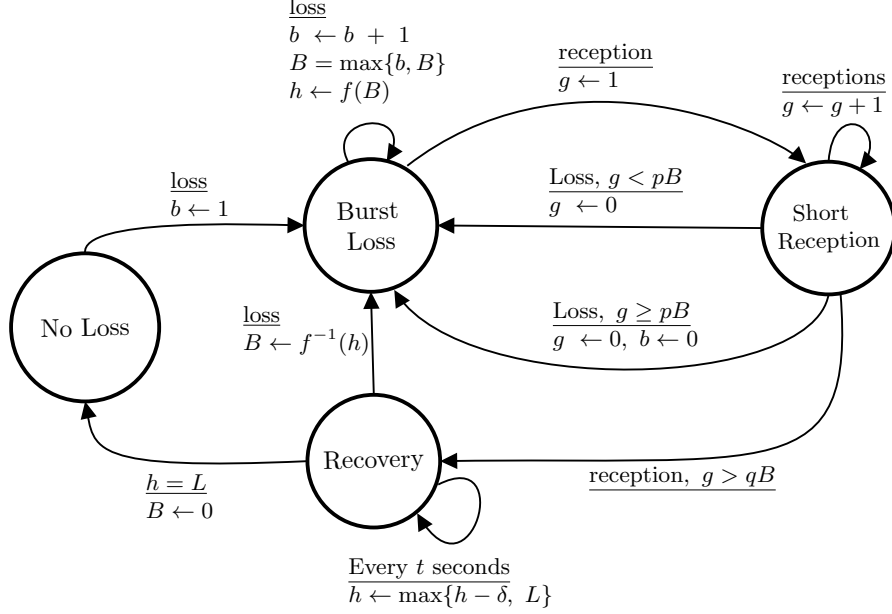 loss
b ← b + 1
B = max{b, B}
h ← f(B)
reception
g ← 1
receptions
g ← g + 1
loss
b ← 1
Burst
Loss
Loss, g < pB
g ← 0
Short
Reception
No Loss
loss
B ← f⁻¹(h)
Loss, g ≥ pB
g ← 0, b ← 0
Recovery
h = L
B ← 0
reception, g > qB
Every t seconds
h ← max{h − δ, L}